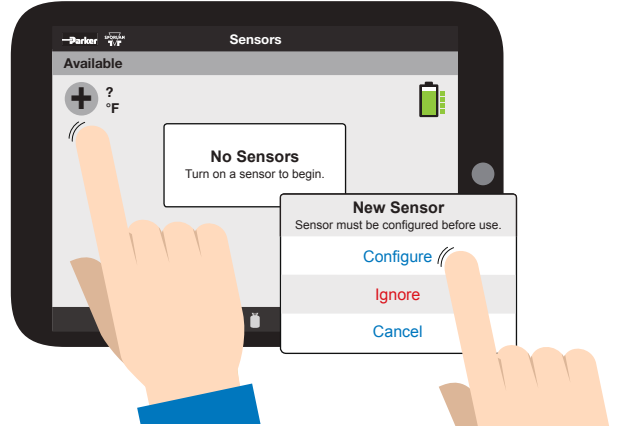 Parker SPORLAN Sensors
Available
?
°F
No Sensors
Turn on a sensor to begin.
New Sensor
Sensor must be configured before use.
Configure
Ignore
Cancel